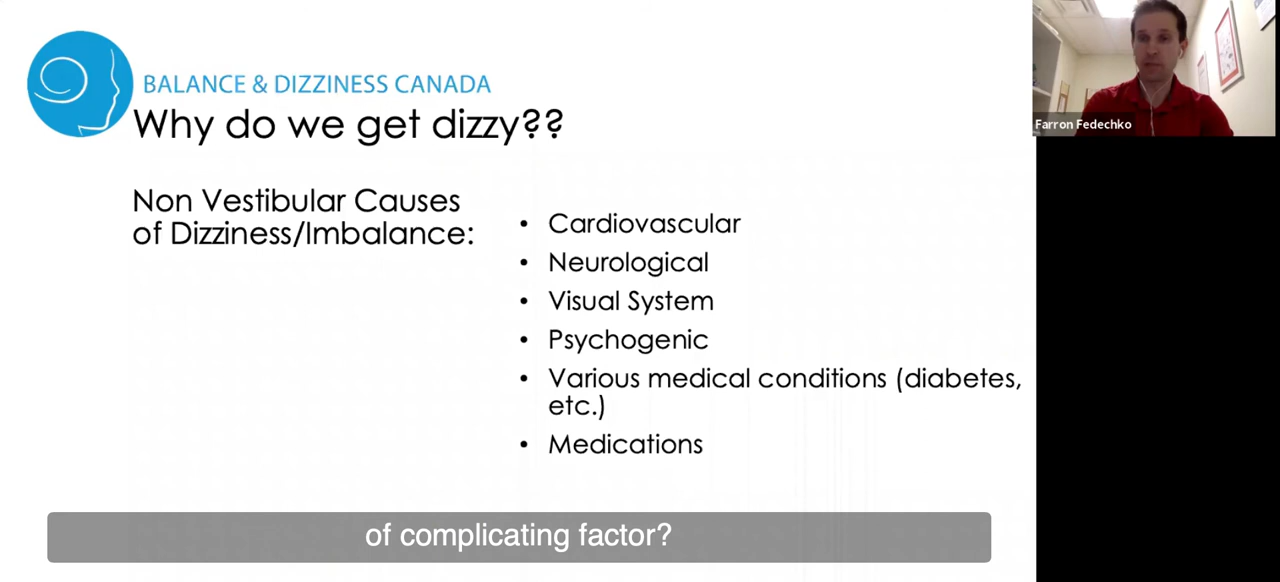 BALANCE & DIZZINESS CANADA
Why do we get dizzy??
Non Vestibular Causes
of Dizziness/Imbalance:
• Cardiovascular
• Neurological
• Visual System
• Psychogenic
• Various medical conditions (diabetes,
etc.)
• Medications
of complicating factor?
Farron Fedechko